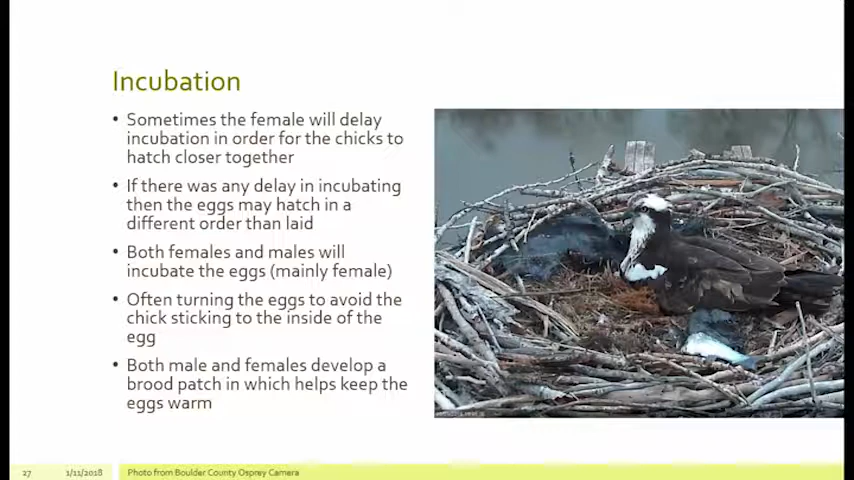 Incubation
• Sometimes the female will delay
incubation in order for the chicks to
hatch closer together
• If there was any delay in incubating
then the eggs may hatch in a
different order than laid
• Both females and males will
incubate the eggs (mainly female)
• Often turning the eggs to avoid the
chick sticking to the inside of the
egg
• Both male and females develop a
brood patch in which helps keep the
eggs warm
27 1/11/2018 Photo from Boulder County Osprey Camera